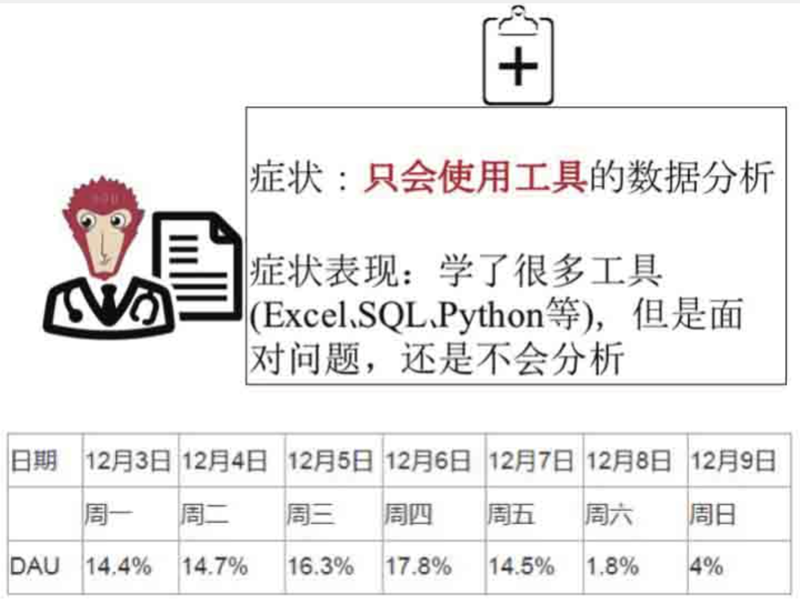 症状：只会使用工具的数据分析
症状表现：学了很多工具
(Excel、SQL、Python等)，但是面
对问题，还是不会分析
日期 12月3日 12月4日 12月5日 12月6日 12月7日 12月8日 12月9日
周一 周二 周三 周四 周五 周六 周日
DAU 14.4% 14.7% 16.3% 17.8% 14.5% 1.8% 4%